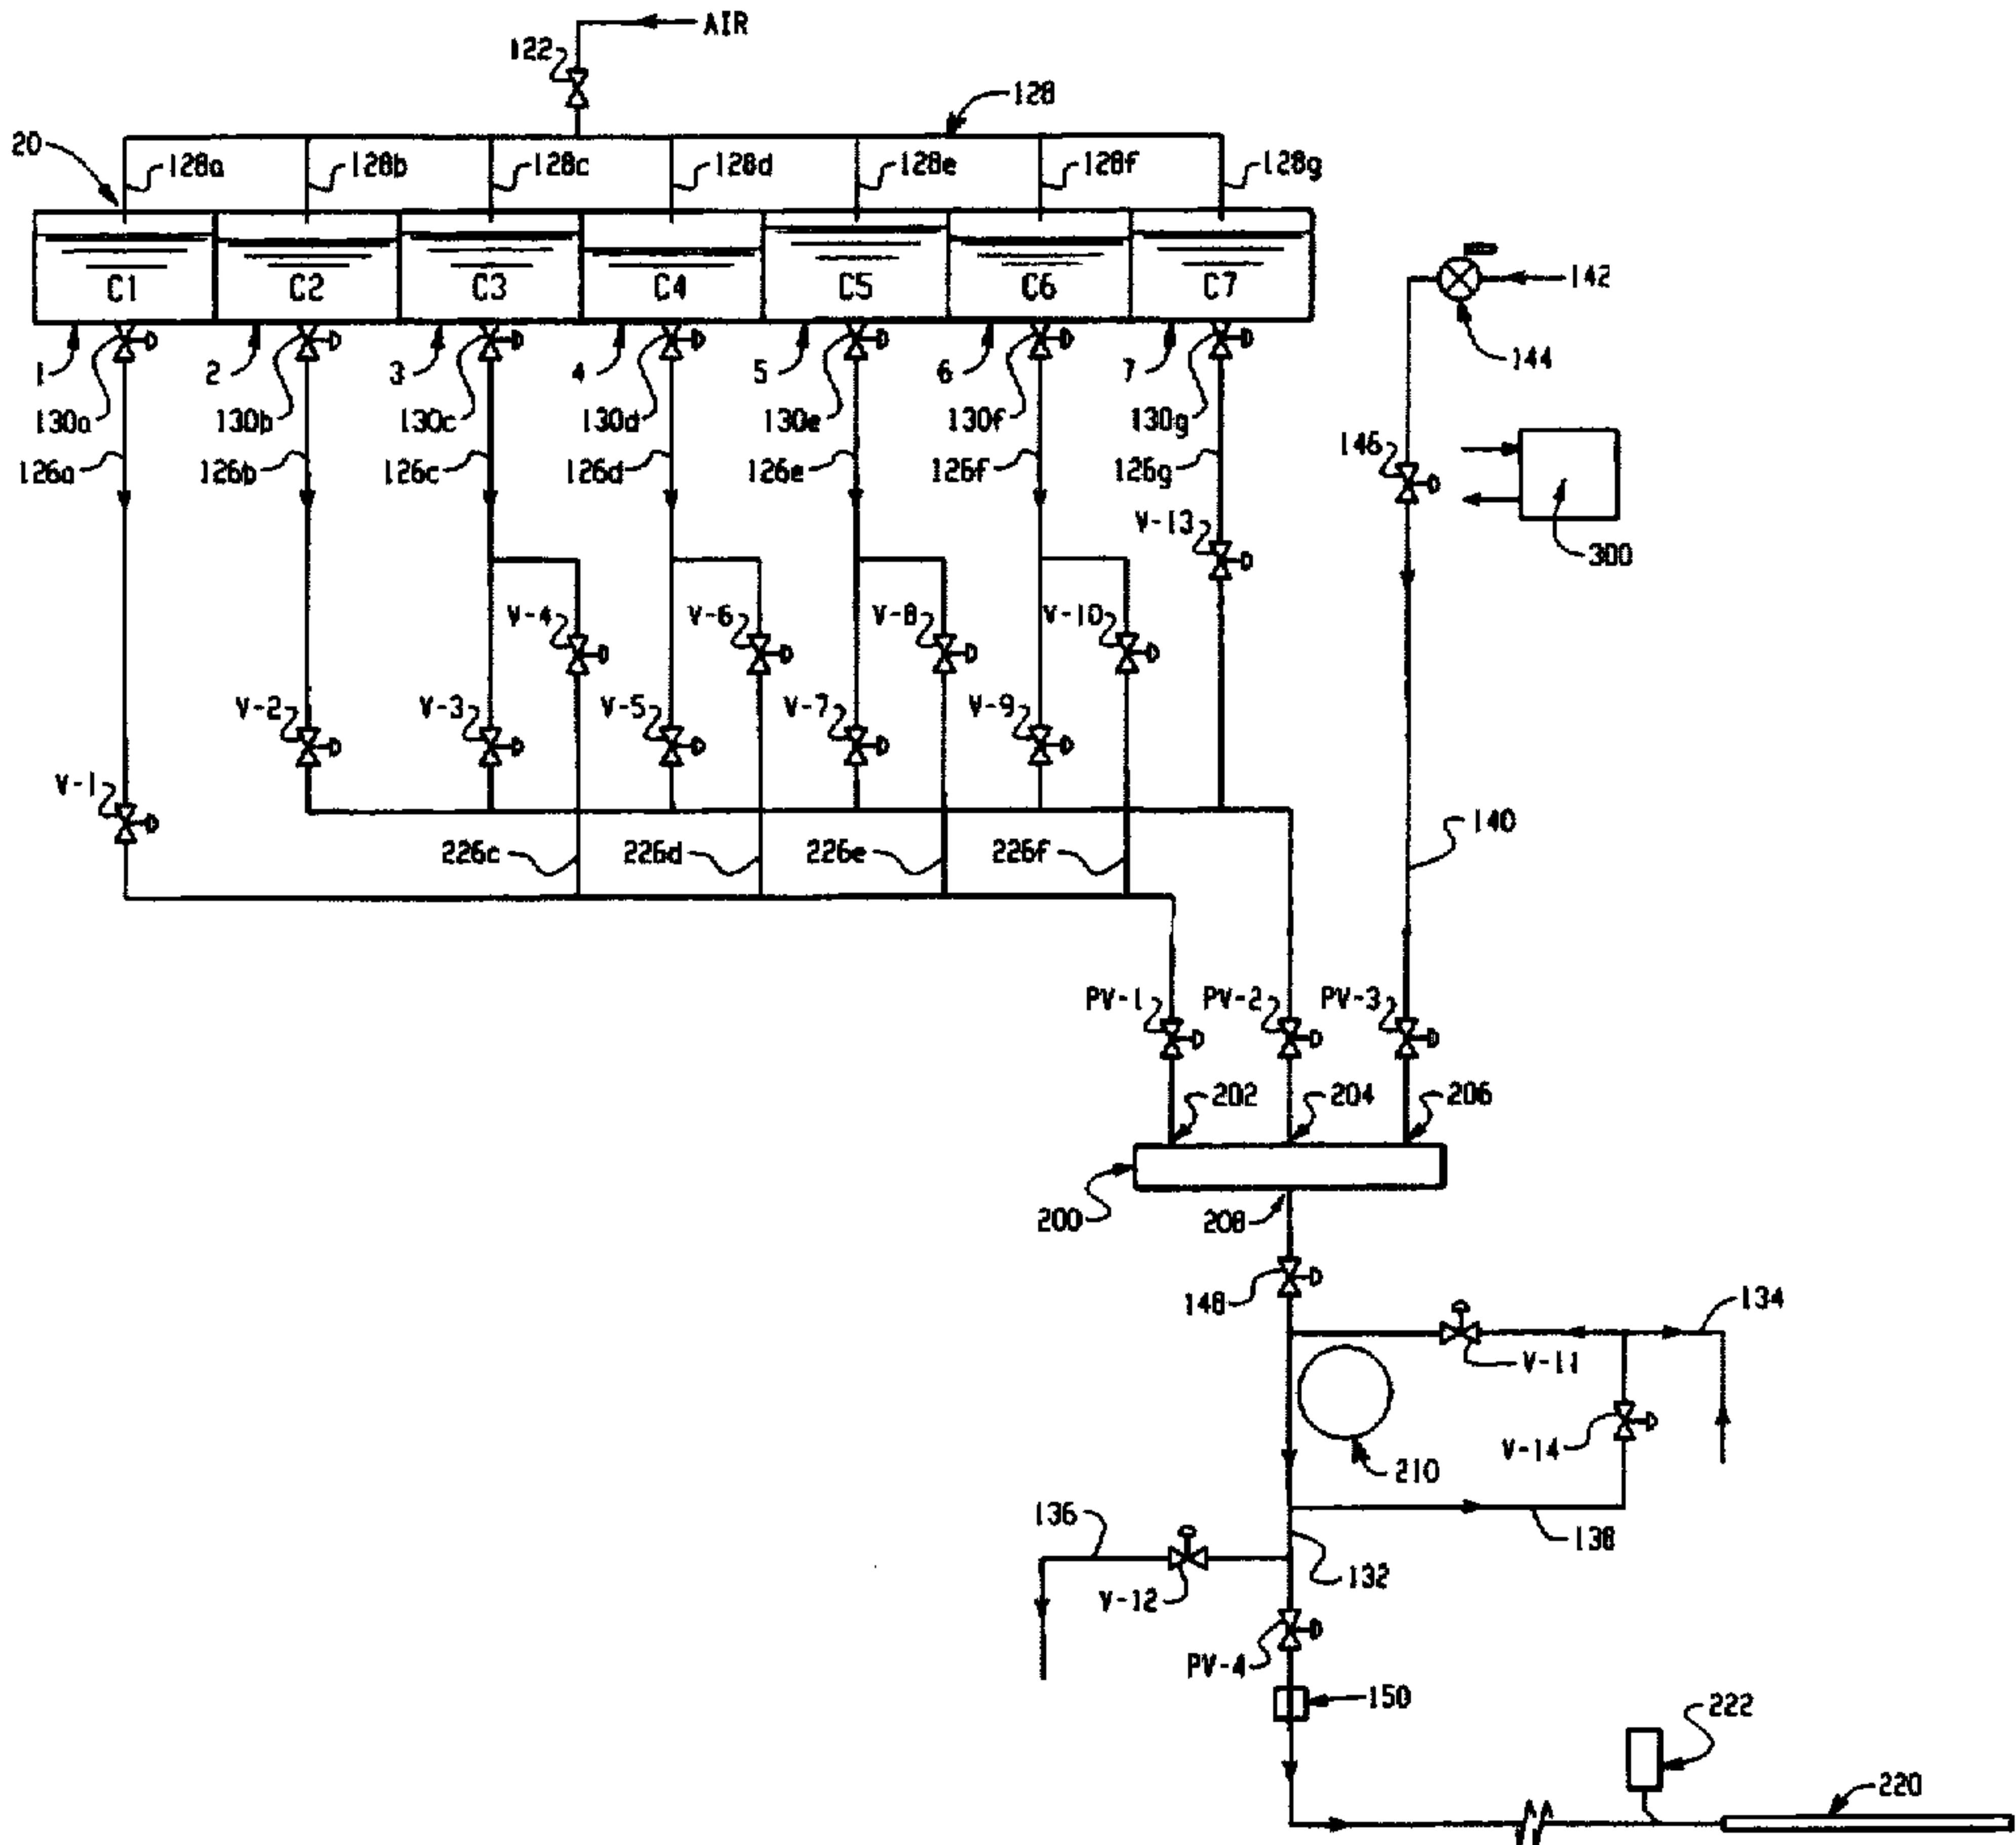 AIR
122
128
20
128a 128b 128c 128d 128e 128f 128g
C1 C2 C3 C4 C5 C6 C7
142
144
1 2 3 4 5 6 7
130a 130b 130c 130d 130e 130f 130g
126a 126b 126c 126d 126e 126f 126g
146
V-13
300
V-4 V-6 V-8 V-10
V-2 V-3 V-5 V-7 V-9
V-1
140
226c 226d 226e 226f
PV-1 PV-2 PV-3
202 204 206
200 208
148
134
V-11
V-14
210
136
138
132
V-12
PV-4
150
222
220